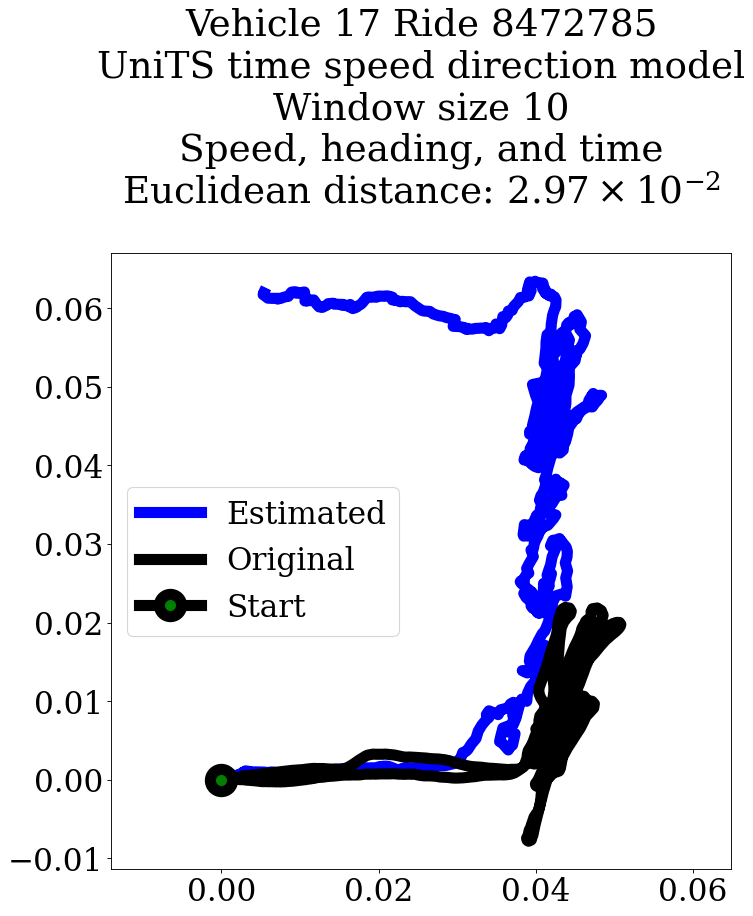 Vehicle 17 Ride 8472785
UniTS time speed direction model
Window size 10
Speed, heading, and time
Euclidean distance: 2.97 × 10⁻²
0.06
0.05
0.04
0.03
0.02
0.01
0.00
−0.01
Estimated
Original
Start
0.00 0.02 0.04 0.06